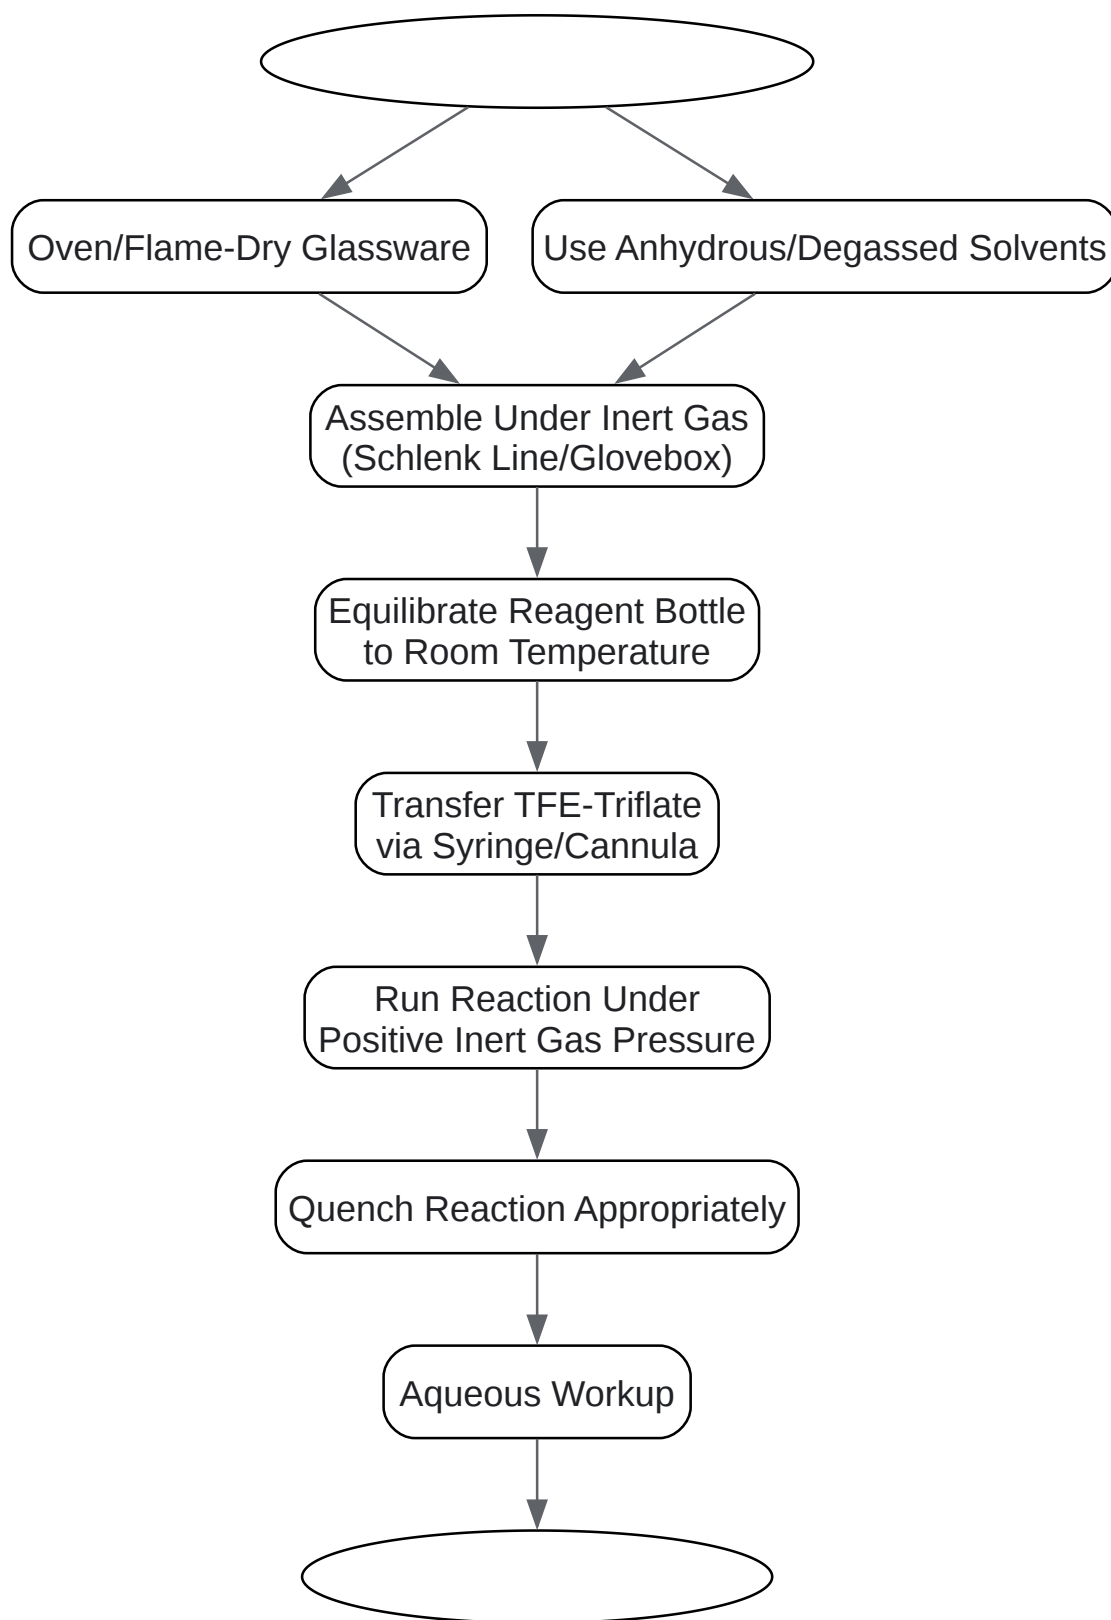 Oven/Flame-Dry Glassware
Use Anhydrous/Degassed Solvents
Assemble Under Inert Gas
(Schlenk Line/Glovebox)
Equilibrate Reagent Bottle
to Room Temperature
Transfer TFE-Triflate
via Syringe/Cannula
Run Reaction Under
Positive Inert Gas Pressure
Quench Reaction Appropriately
Aqueous Workup